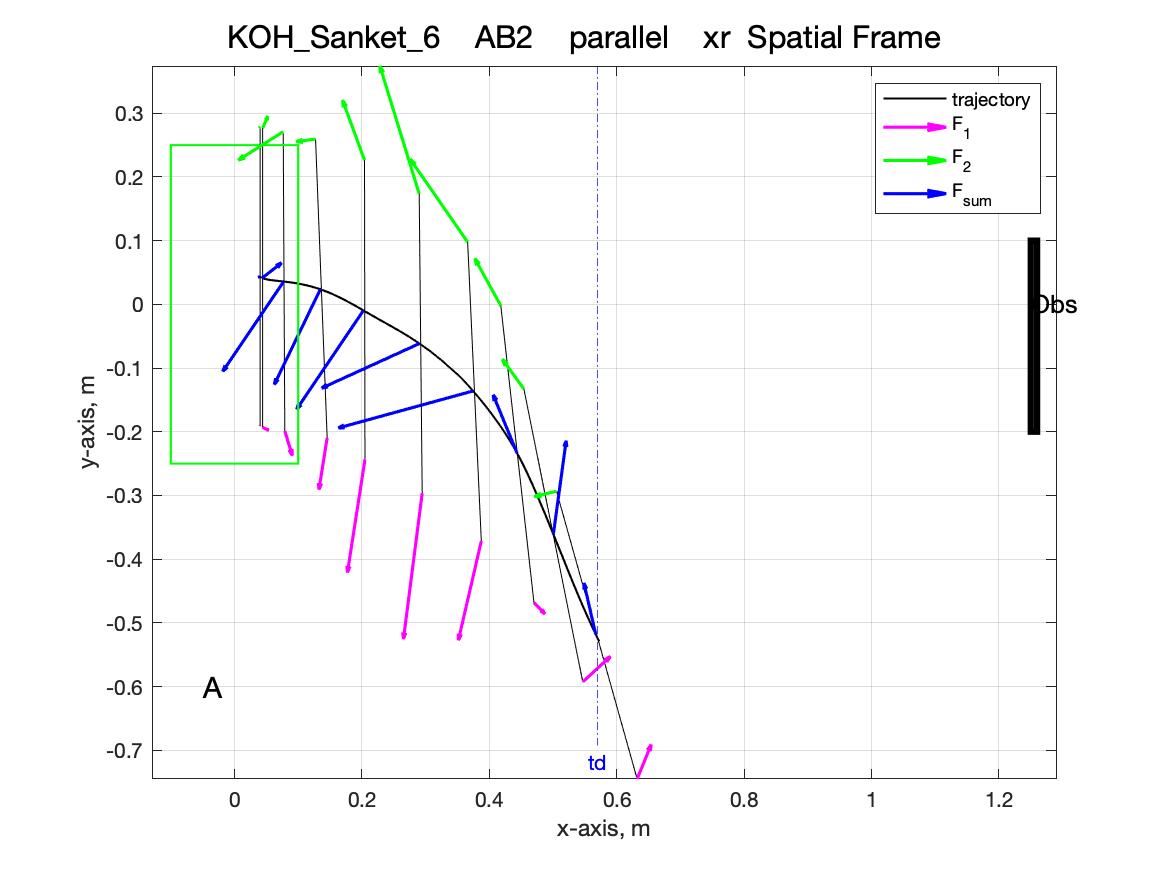 KOH_Sanket_6 AB2 parallel xr Spatial Frame
trajectory
F1
F2
Fsum
0.3
0.2
0.1
0
-0.1
-0.2
-0.3
-0.4
-0.5
-0.6
-0.7
y-axis, m
Obs
A
td
0 0.2 0.4 0.6 0.8 1 1.2
x-axis, m